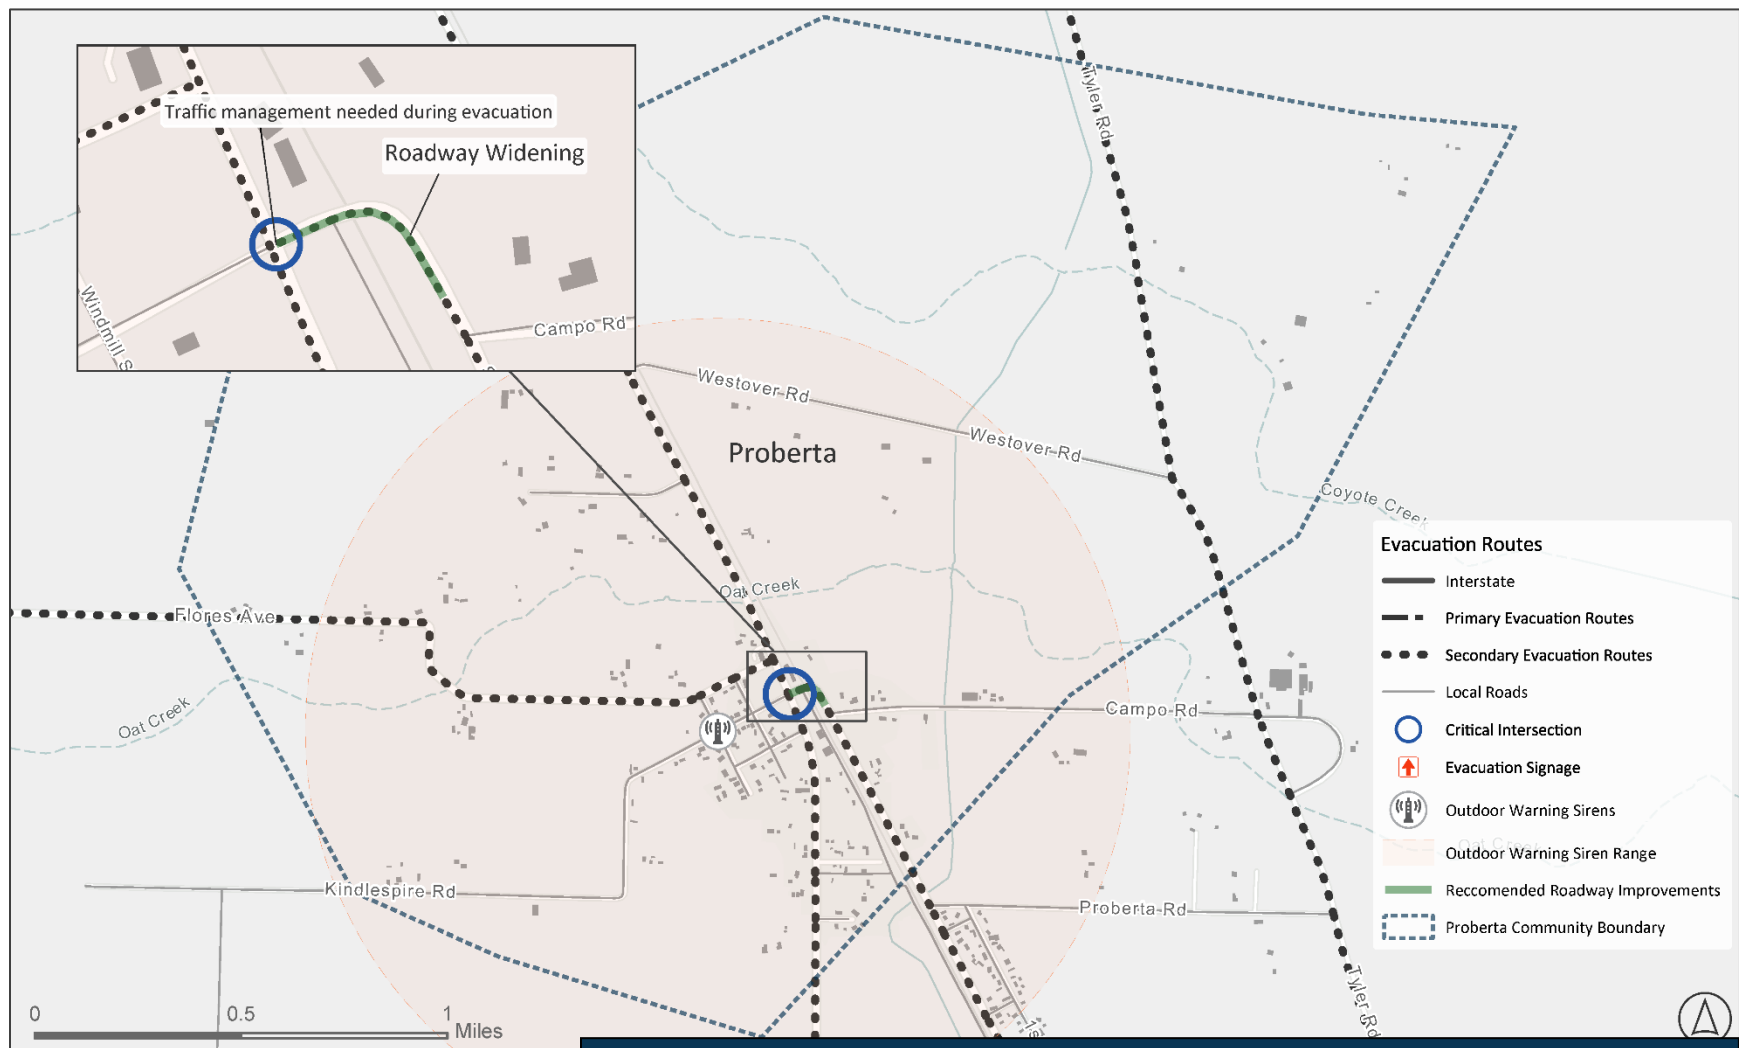 Traffic management needed during evacuation
Roadway Widening
Campo Rd
Windmill S
Tyler Rd
Westover Rd
Westover Rd
Proberta
Coyote Creek
Oat Creek
Flores Ave
Oat Creek
Campo Rd
Kindlespire Rd
Proberta Rd
Tyler Rd
1s
Evacuation Routes
Interstate
Primary Evacuation Routes
Secondary Evacuation Routes
Local Roads
Critical Intersection
Evacuation Signage
Outdoor Warning Sirens
Oat Creek
Outdoor Warning Siren Range
Reccomended Roadway Improvements
Proberta Community Boundary
0 0.5 1
Miles